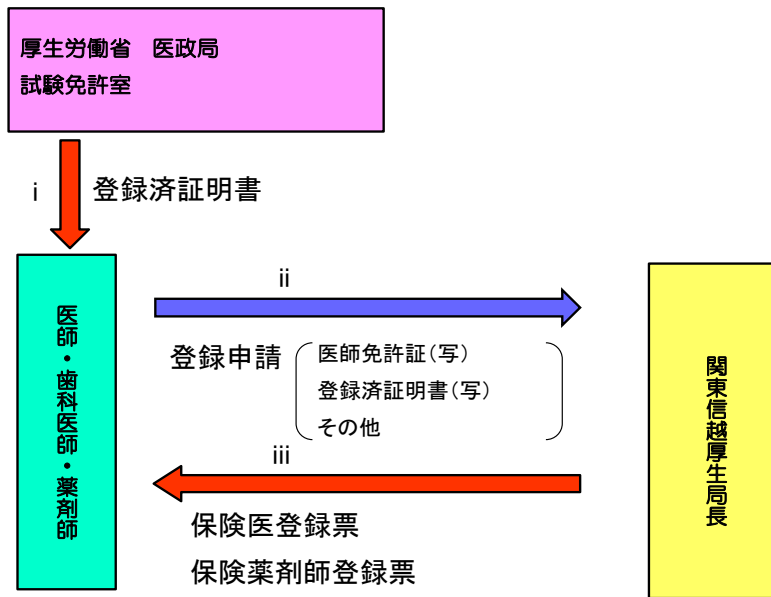 厚生労働省　医政局
試験免許室
i
登録済証明書
医師・歯科医師・薬剤師
ii
登録申請
医師免許証（写）
登録済証明書（写）
その他
iii
保険医登録票
保険薬剤師登録票
関東信越厚生局長